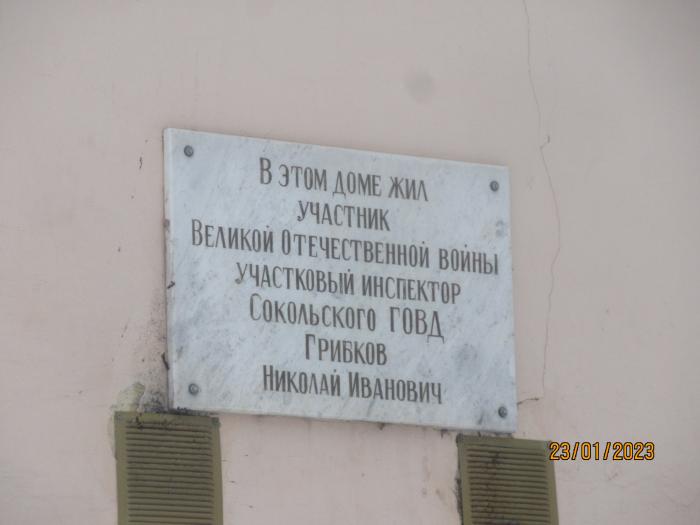 В этом доме жил
участник
Великой Отечественной войны
участковый инспектор
Сокольского ГОВД
Грибков
Николай Иванович
23/01/2023